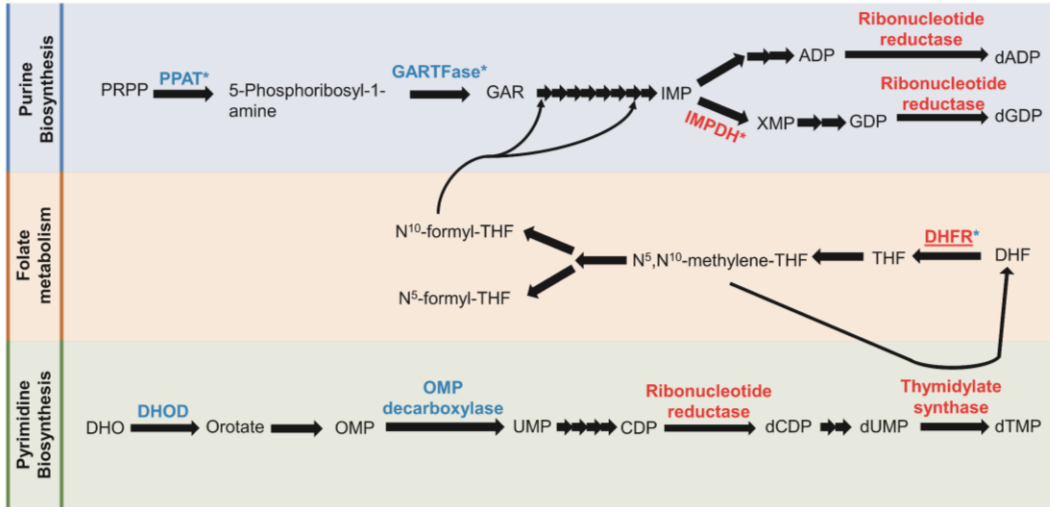 Purine
Biosynthesis
PRPP
PPAT*
5-Phosphoribosyl-1-
amine
GARTFase*
GAR
IMP
ADP
Ribonucleotide
reductase
dADP
IMPDH*
XMP
GDP
Ribonucleotide
reductase
dGDP
Folate
metabolism
N¹⁰-formyl-THF
N⁵-formyl-THF
N⁵,N¹⁰-methylene-THF
THF
DHFR*
DHF
Pyrimidine
Biosynthesis
DHO
DHOD
Orotate
OMP
OMP
decarboxylase
UMP
CDP
Ribonucleotide
reductase
dCDP
dUMP
Thymidylate
synthase
dTMP